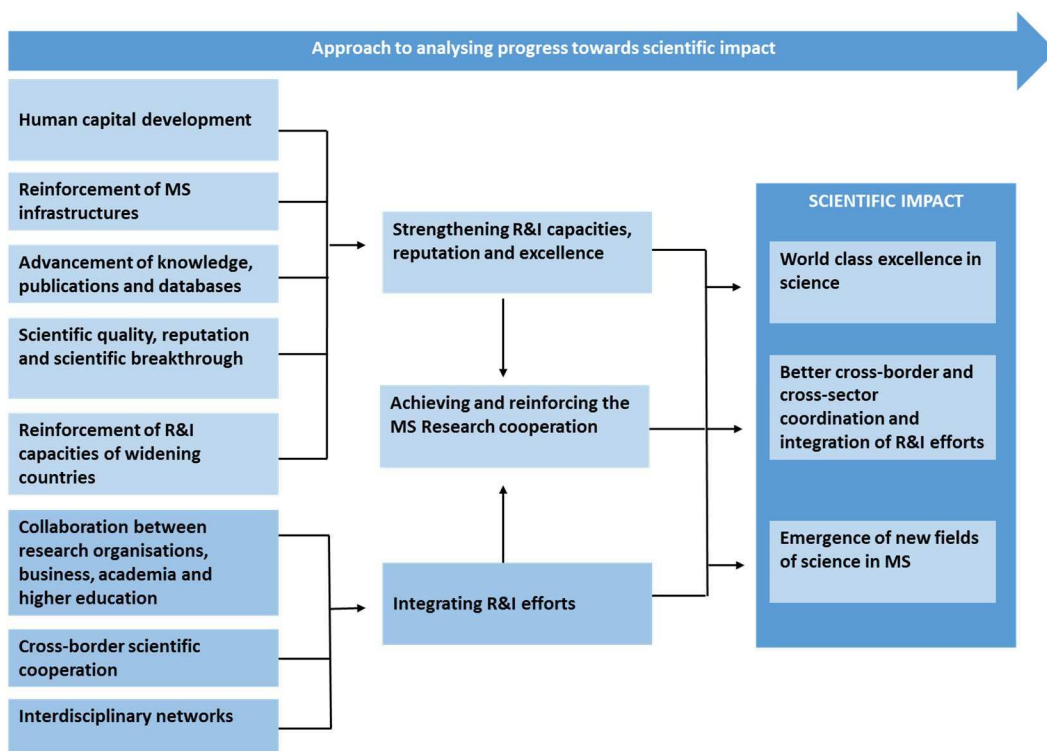 Approach to analysing progress towards scientific impact
Human capital development
Reinforcement of MS
infrastructures
Advancement of knowledge,
publications and databases
Scientific quality, reputation
and scientific breakthrough
Reinforcement of R&I
capacities of widening
countries
Collaboration between
research organisations,
business, academia and
higher education
Cross-border scientific
cooperation
Interdisciplinary networks
Strengthening R&I capacities,
reputation and excellence
Achieving and reinforcing the
MS Research cooperation
Integrating R&I efforts
SCIENTIFIC IMPACT
World class excellence in
science
Better cross-border and
cross-sector
coordination and
integration of R&I efforts
Emergence of new fields
of science in MS